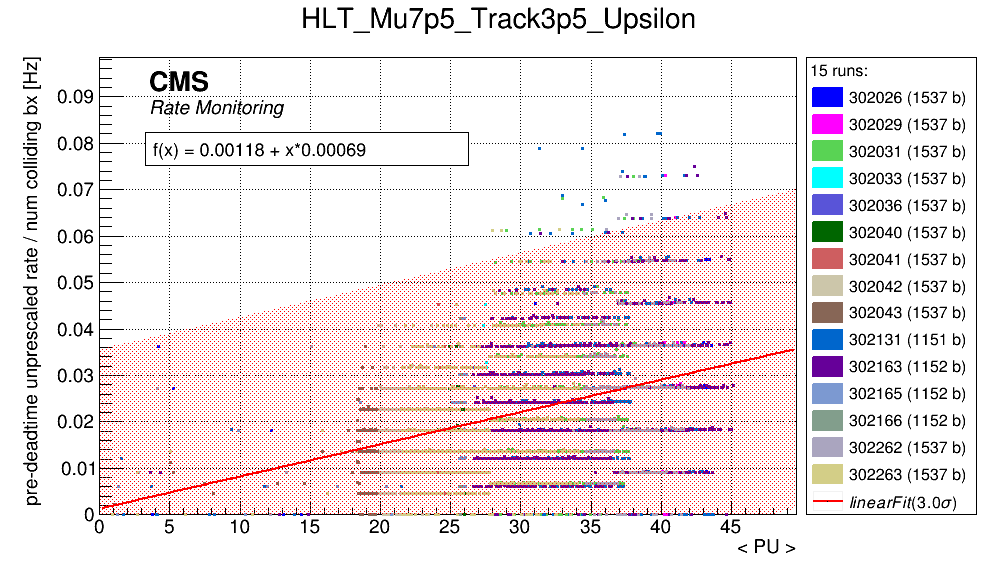 HLT_Mu7p5_Track3p5_Upsilon
pre-deadtime unprescaled rate / num colliding bx [Hz]
CMS
Rate Monitoring
f(x) = 0.00118 + x*0.00069
0.09
0.08
0.07
0.06
0.05
0.04
0.03
0.02
0.01
0
0 5 10 15 20 25 30 35 40 45
< PU >
15 runs:
302026 (1537 b)
302029 (1537 b)
302031 (1537 b)
302033 (1537 b)
302036 (1537 b)
302040 (1537 b)
302041 (1537 b)
302042 (1537 b)
302043 (1537 b)
302131 (1151 b)
302163 (1152 b)
302165 (1152 b)
302166 (1152 b)
302262 (1537 b)
302263 (1537 b)
linearFit(3.0σ)